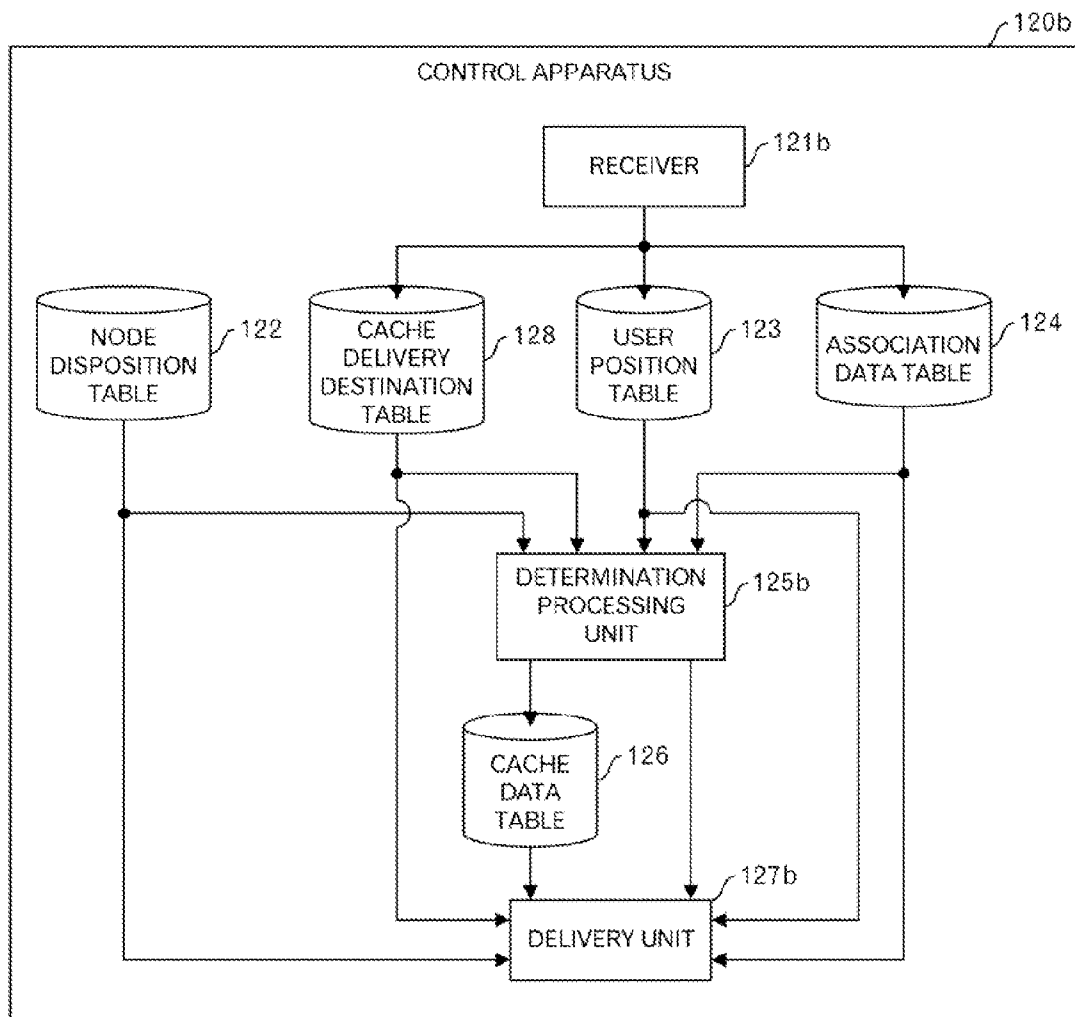 120b
CONTROL APPARATUS
RECEIVER
121b
NODE
DISPOSITION
TABLE
122
CACHE
DELIVERY
DESTINATION
TABLE
128
USER
POSITION
TABLE
123
ASSOCIATION
DATA TABLE
124
DETERMINATION
PROCESSING
UNIT
125b
CACHE
DATA
TABLE
126
DELIVERY UNIT
127b